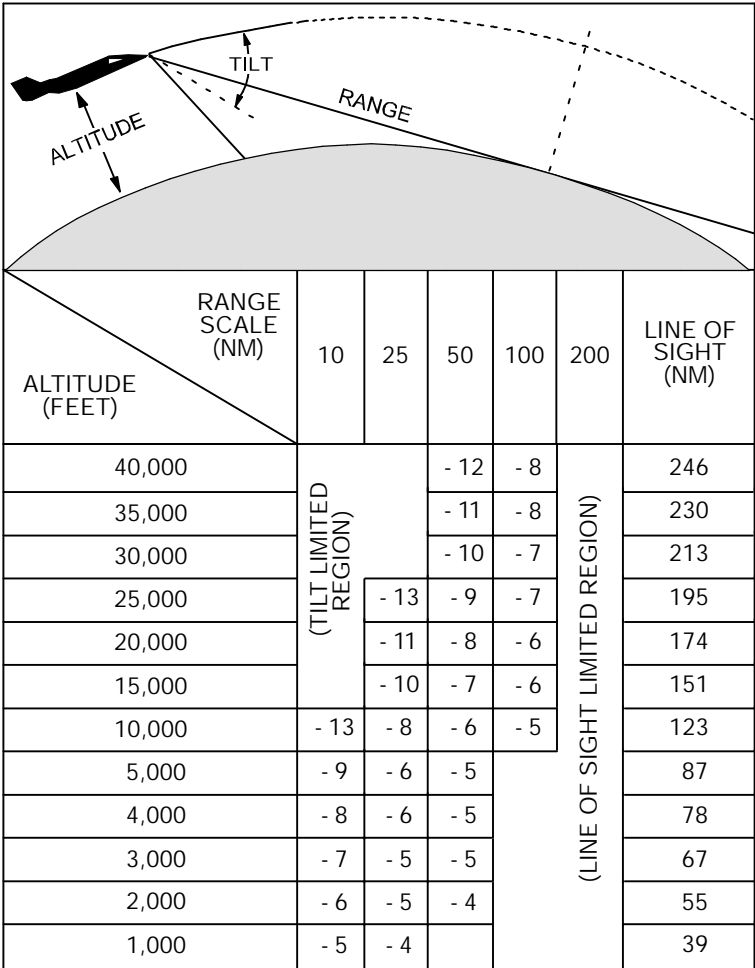 TILT
RANGE
ALTITUDE
RANGE
SCALE
(NM)
ALTITUDE
(FEET)
10
25
50
100
200
LINE OF
SIGHT
(NM)
(TILT LIMITED
REGION)
(LINE OF SIGHT LIMITED REGION)
40,000 - 12 - 8 246
35,000 - 11 - 8 230
30,000 - 10 - 7 213
25,000 - 13 - 9 - 7 195
20,000 - 11 - 8 - 6 174
15,000 - 10 - 7 - 6 151
10,000 - 13 - 8 - 6 - 5 123
5,000 - 9 - 6 - 5 87
4,000 - 8 - 6 - 5 78
3,000 - 7 - 5 - 5 67
2,000 - 6 - 5 - 4 55
1,000 - 5 - 4 39